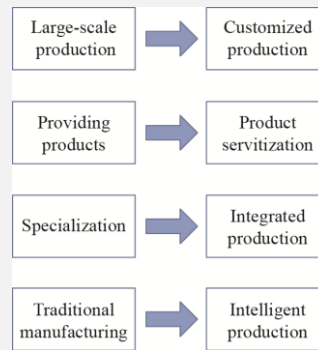 Large-scale
production
Customized
production
Providing
products
Product
servitization
Specialization
Integrated
production
Traditional
manufacturing
Intelligent
production